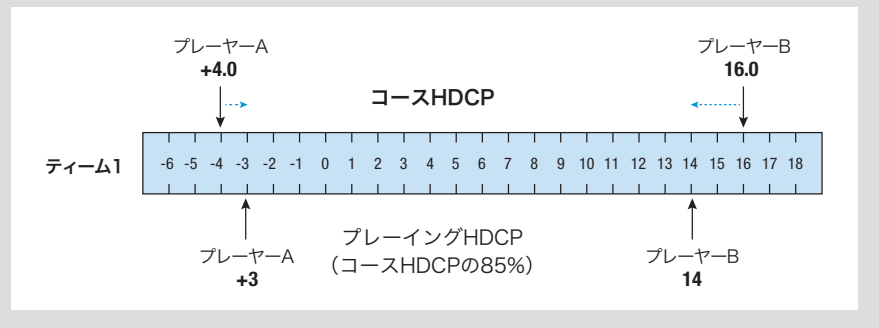 プレーヤーA
+4.0
プレーヤーB
16.0
コースHDCP
ティーム1
-6 -5 -4 -3 -2 -1 0 1 2 3 4 5 6 7 8 9 10 11 12 13 14 15 16 17 18
プレーヤーA
+3
プレーイングHDCP
（コースHDCPの85%）
プレーヤーB
14